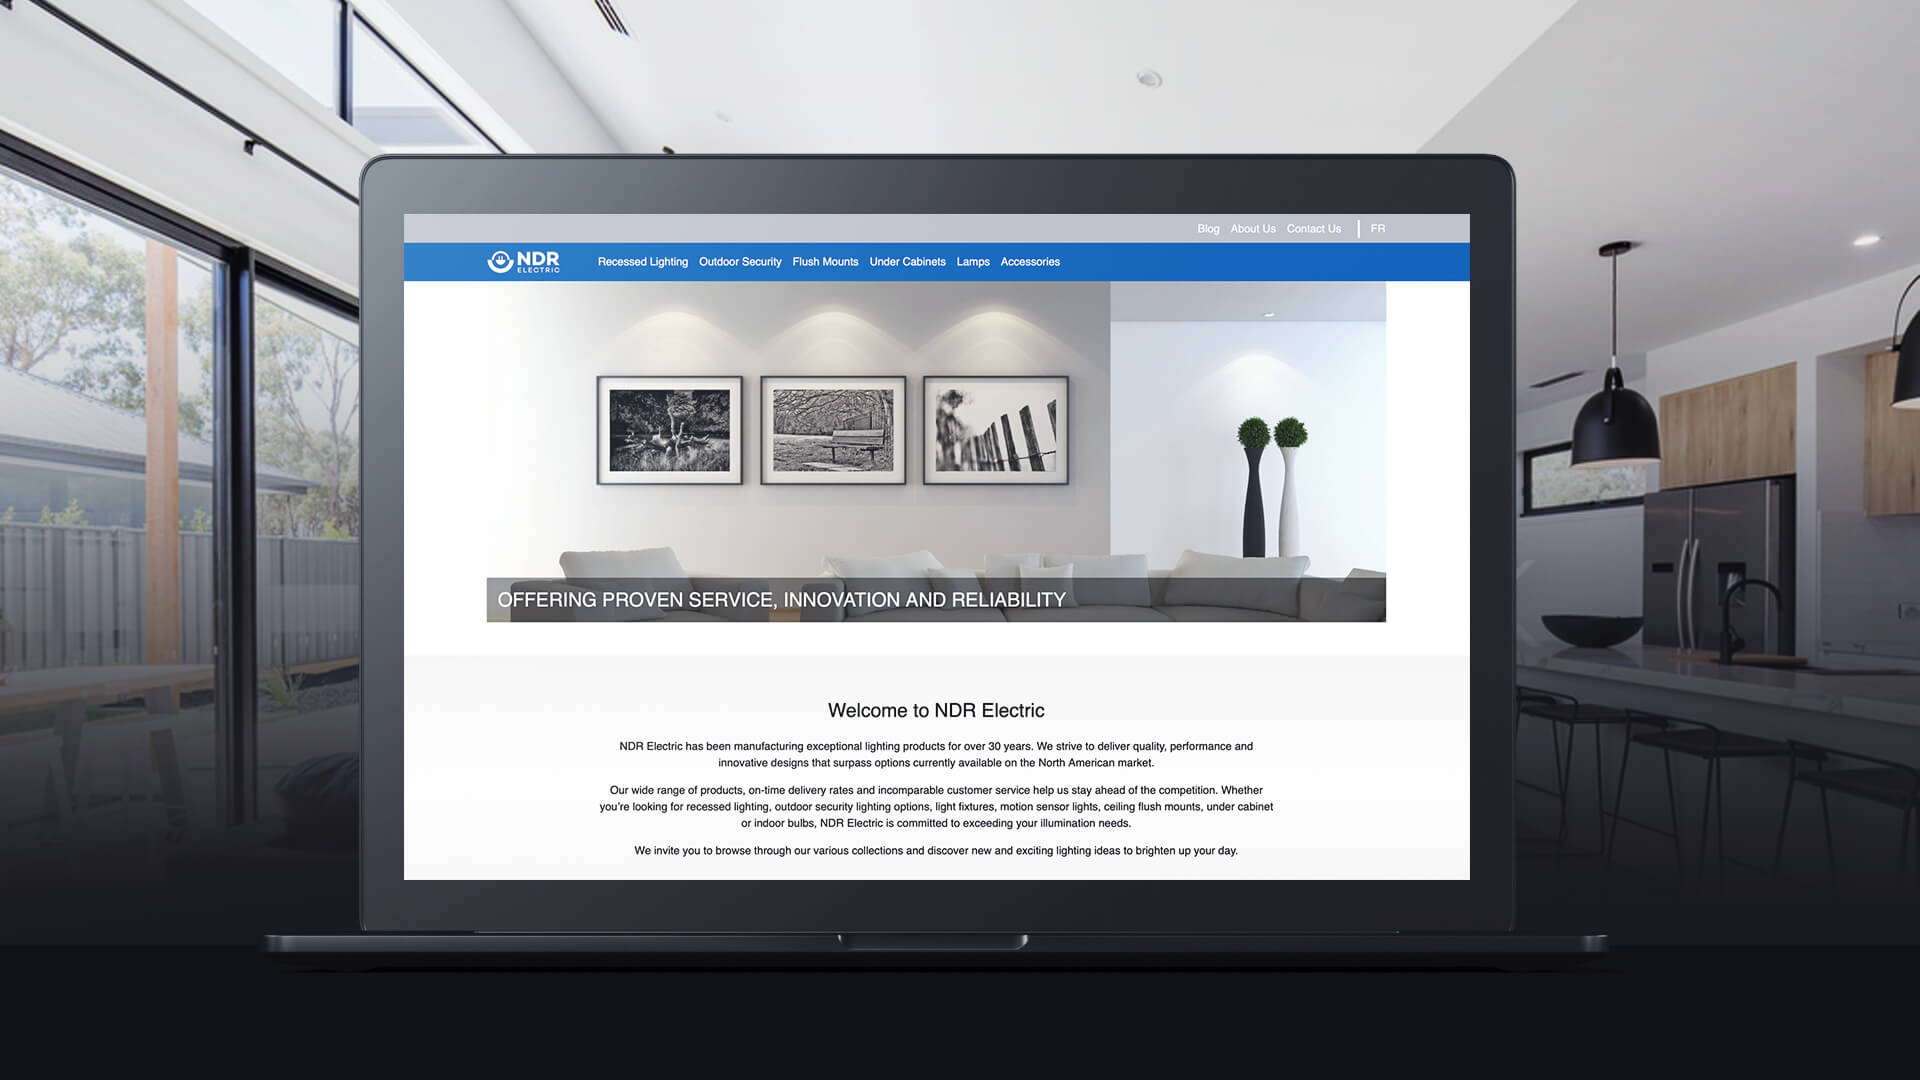 Blog About Us Contact Us FR
NDR
ELECTRIC
Recessed Lighting Outdoor Security Flush Mounts Under Cabinets Lamps Accessories
OFFERING PROVEN SERVICE, INNOVATION AND RELIABILITY
Welcome to NDR Electric
NDR Electric has been manufacturing exceptional lighting products for over 30 years. We strive to deliver quality, performance and
innovative designs that surpass options currently available on the North American market.
Our wide range of products, on-time delivery rates and incomparable customer service help us stay ahead of the competition. Whether
you're looking for recessed lighting, outdoor security lighting options, light fixtures, motion sensor lights, ceiling flush mounts, under cabinet
or indoor bulbs, NDR Electric is committed to exceeding your illumination needs.
We invite you to browse through our various collections and discover new and exciting lighting ideas to brighten up your day.